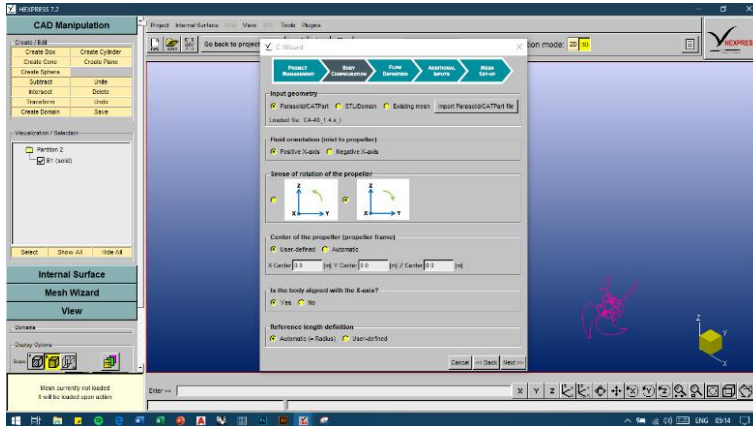 HEXPRESS 7.2
CAD Manipulation
Project Internal Surface Grid View Tools Plugins
Create / Edit
Create Box Create Cylinder
Create Cone Create Plane
Create Sphere
Subtract Unite
Intersect Delete
Transform Undo
Create Domain Save
Visualization / Selection
Partition 2
B1 (solid)
Select Show All Hide All
Internal Surface
Mesh Wizard
View
Domains
Display Options
Scope
Mesh currently not loaded
It will be loaded upon action
Go back to project
ion mode: 2D 3D
HEXPRESS
C-Wizard
PROJECT MANAGEMENT
BODY CONFIGURATION
FLOW DEFINITION
ADDITIONAL INPUTS
MESH SET-UP
Input geometry
Parasolid/CATPart STL/Domain Existing mesh Import Parasolid/CATPart file
Loaded file: C4-40_1.4.x_t
Fluid orientation (inlet to propeller)
Positive X-axis Negative X-axis
Sense of rotation of the propeller
Z Z
X Y X Y
Center of the propeller (propeller frame)
User-defined Automatic
X Center 0.0 [m] Y Center 0.0 [m] Z Center 0.0 [m]
Is the body aligned with the X-axis?
Yes No
Reference length definition
Automatic (= Radius) User-defined
Cancel << Back Next >>
Z
Y
X
Enter >>
X Y Z
ENG 05:14